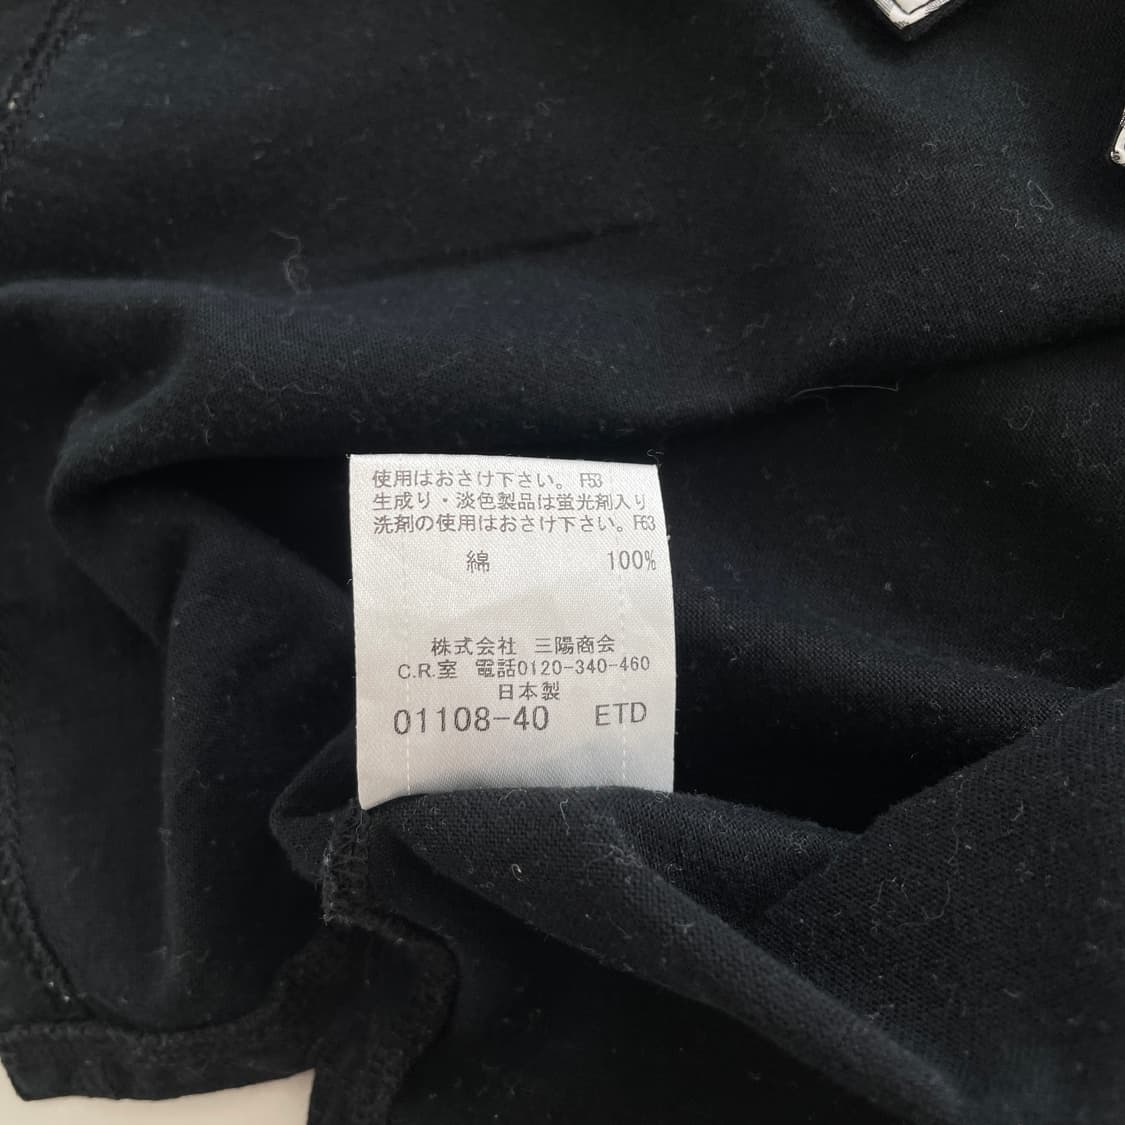 使用はおさけ下さい。 F53
生成り・淡色製品は蛍光剤入り
洗剤の使用はおさけ下さい。F63
綿 100%
株式会社 三陽商会
C.R.室 電話0120-340-460
日本製
01108-40 ETD